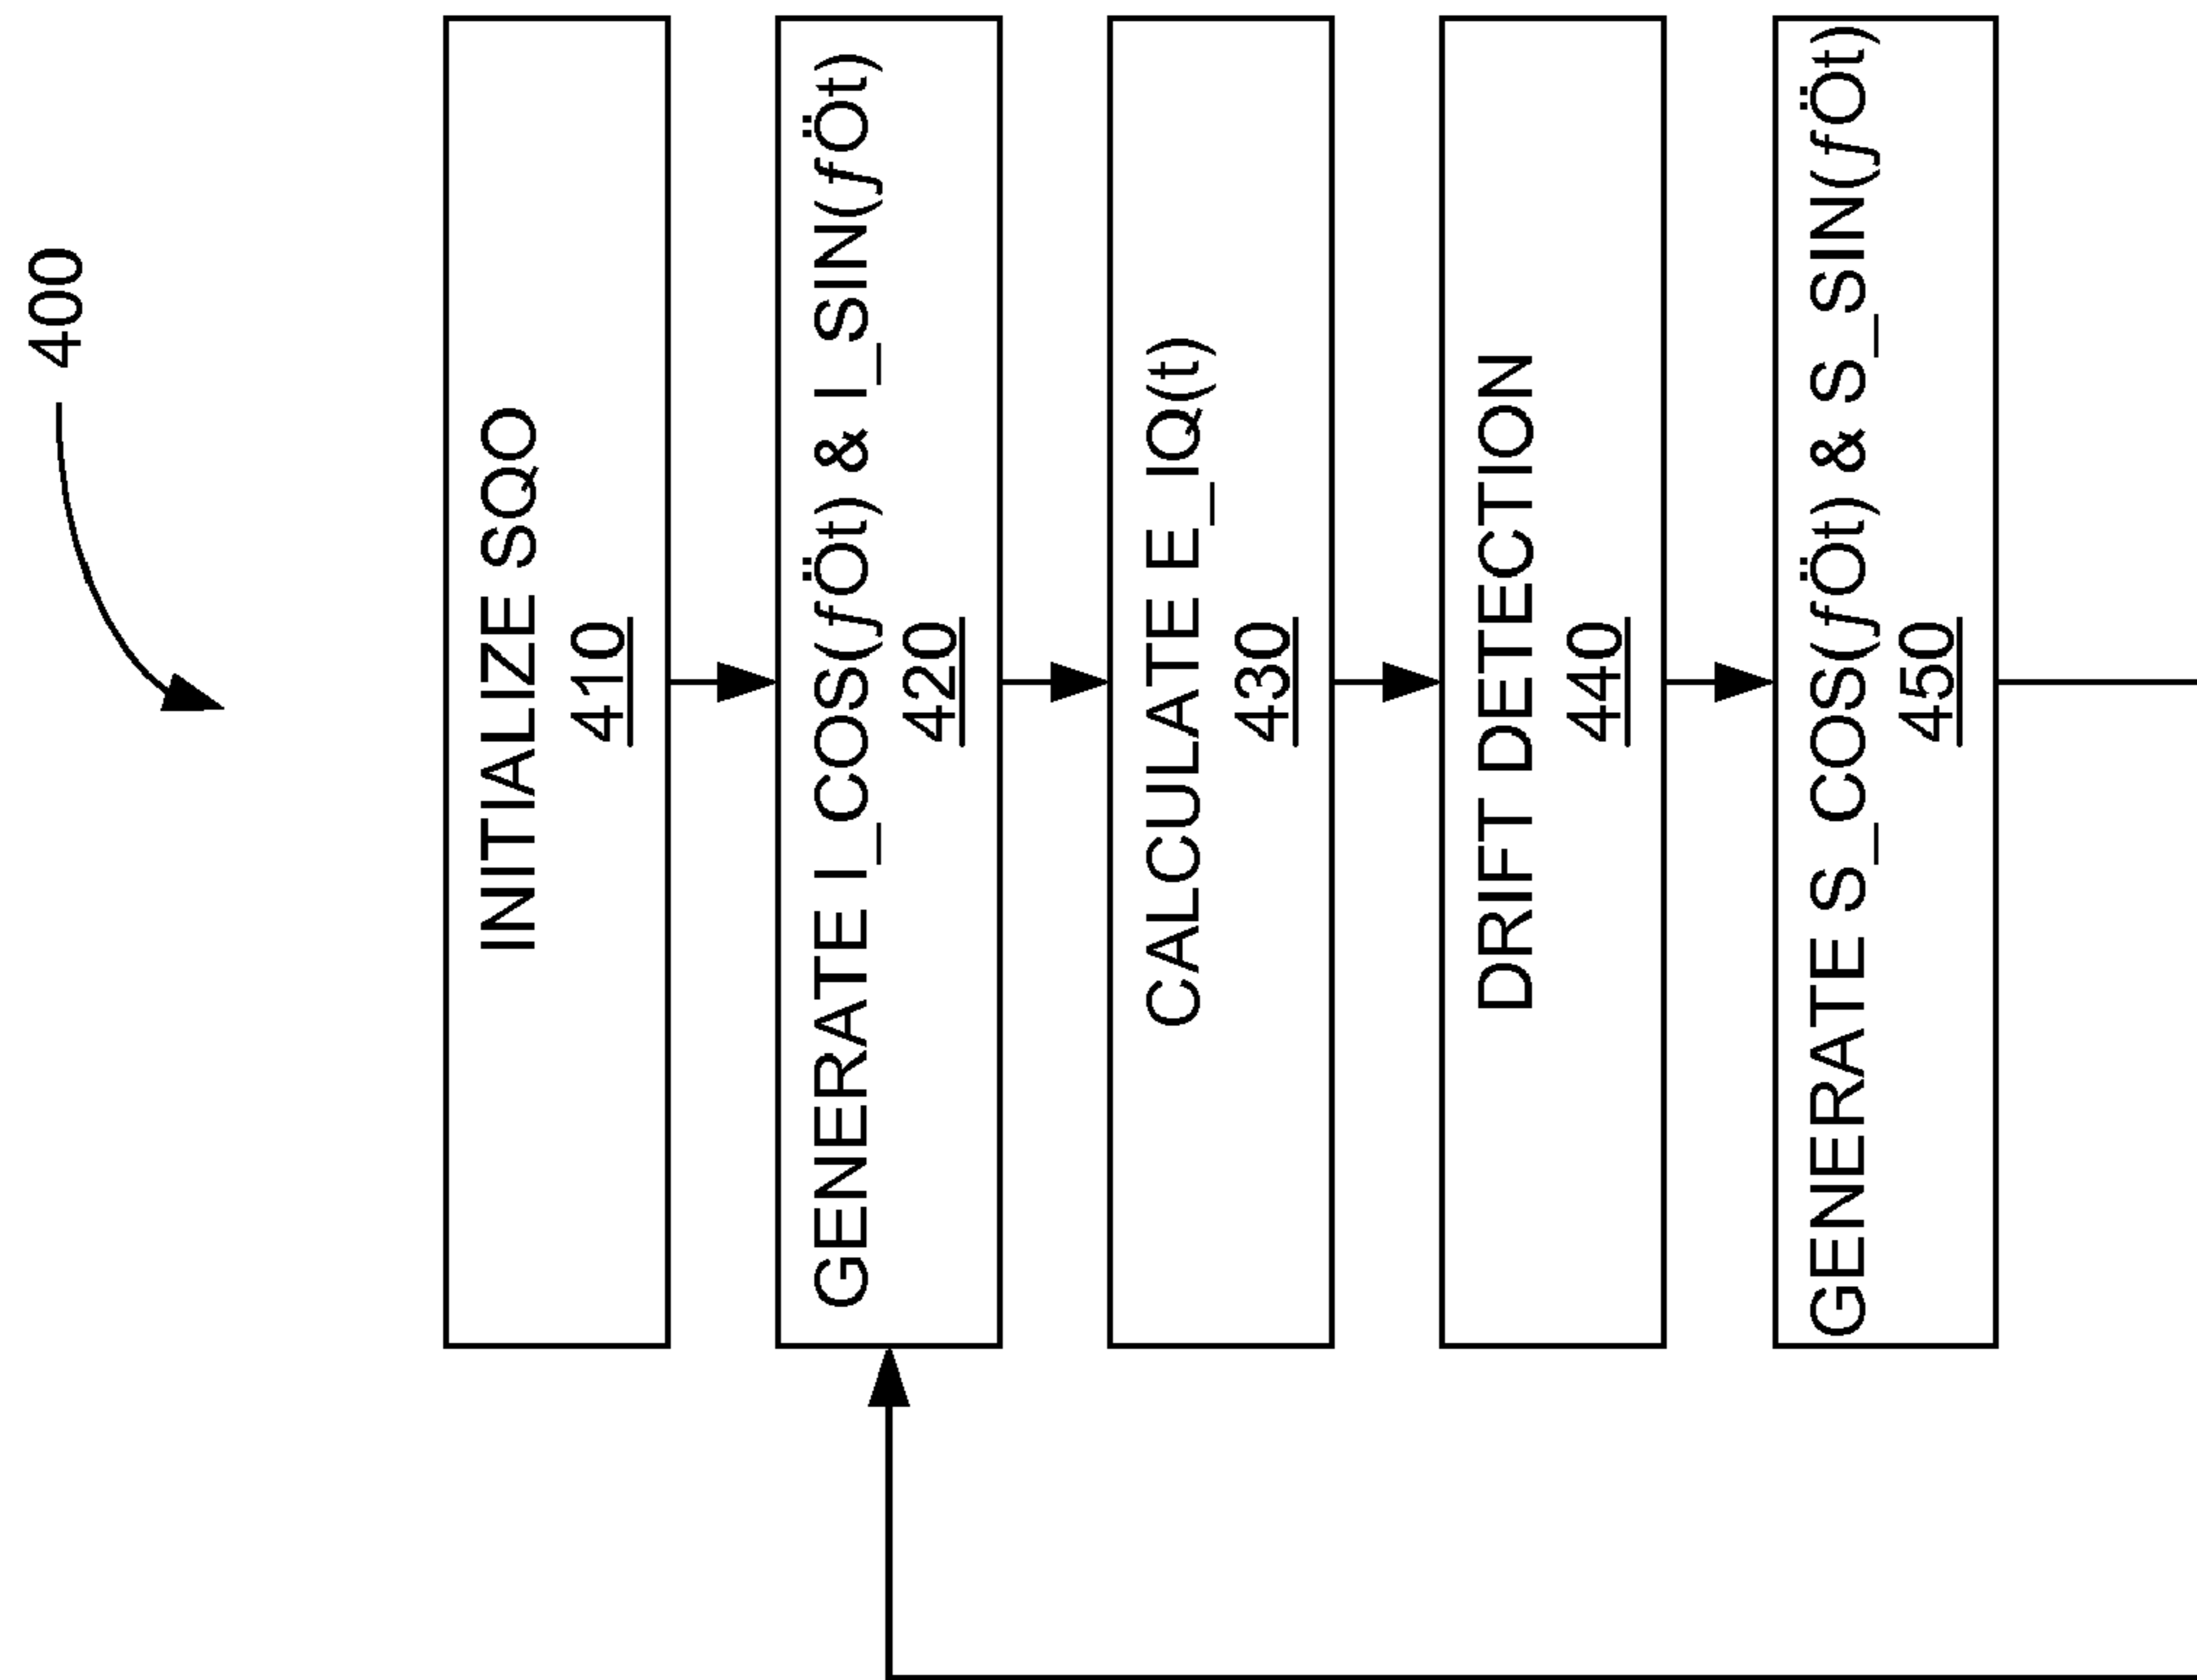 400
INITIALIZE SQO
410
GENERATE I_COS(ƒÖt) & I_SIN(ƒÖt)
420
CALCULATE E_IQ(t)
430
DRIFT DETECTION
440
GENERATE S_COS(ƒÖt) & S_SIN(ƒÖt)
450